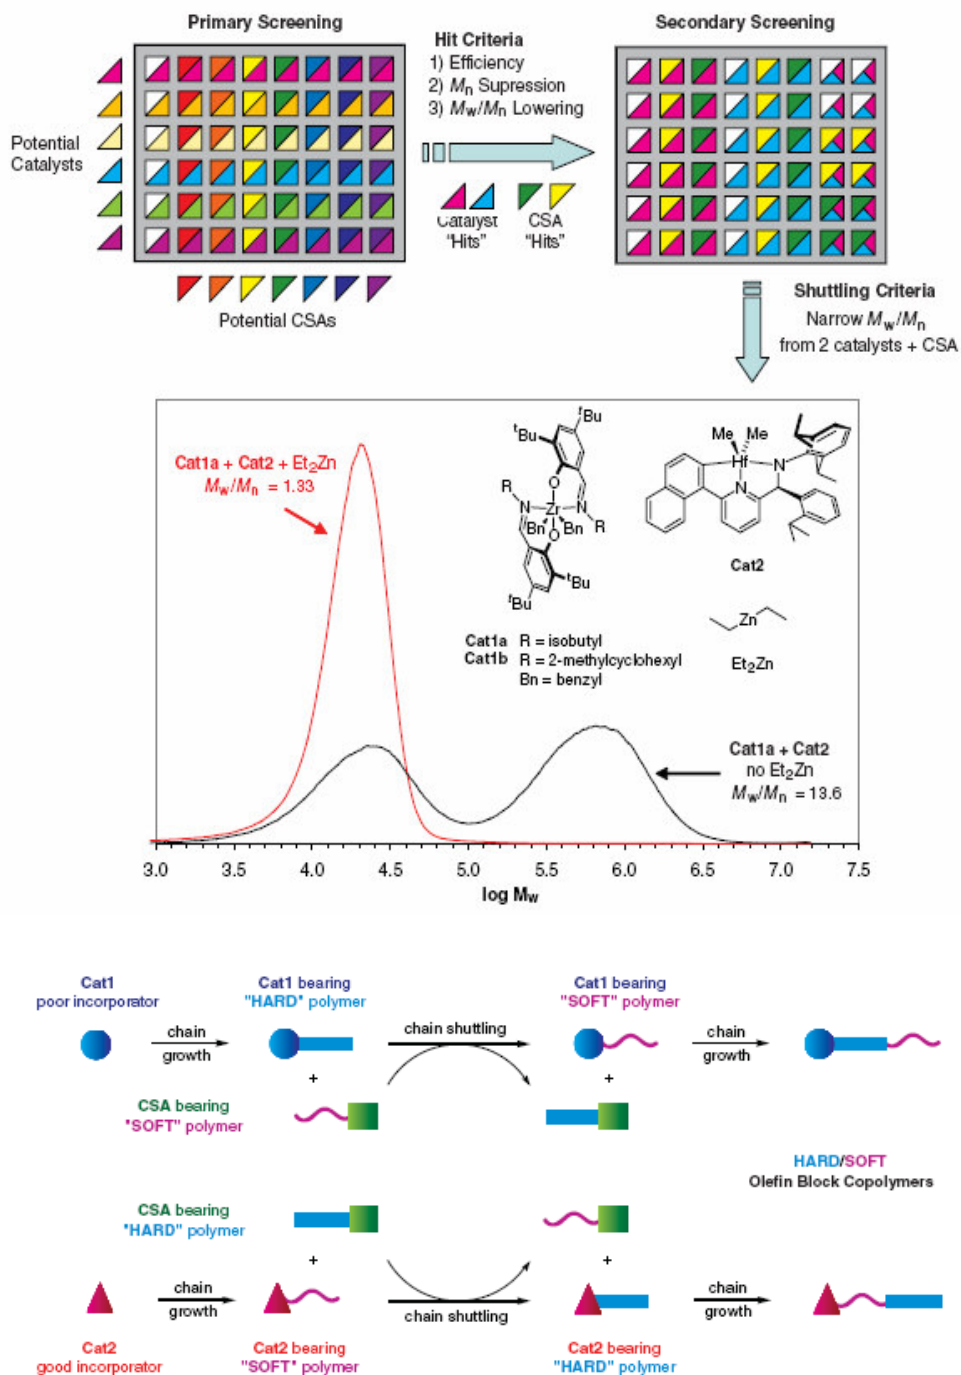 Primary Screening
Secondary Screening
Hit Criteria
1) Efficiency
2) Mn Supression
3) Mw/Mn Lowering
Potential
Catalysts
Catalyst
"Hits"
CSA
"Hits"
Potential CSAs
Shuttling Criteria
Narrow Mw/Mn
from 2 catalysts + CSA
Cat1a + Cat2 + Et2Zn
Mw/Mn = 1.33
tBu
tBu
O
R
N
Zr
N
R
Bn
Bn
O
tBu
tBu
Me
Me
Hf
N
N
Cat2
Zn
Et2Zn
Cat1a R = isobutyl
Cat1b R = 2-methylcyclohexyl
Bn = benzyl
Cat1a + Cat2
no Et2Zn
Mw/Mn = 13.6
3.0 3.5 4.0 4.5 5.0 5.5 6.0 6.5 7.0 7.5
log Mw
Cat1
poor incorporator
Cat1 bearing
"HARD" polymer
Cat1 bearing
"SOFT" polymer
chain
growth
chain shuttling
chain
growth
+
+
CSA bearing
"SOFT" polymer
HARD/SOFT
Olefin Block Copolymers
CSA bearing
"HARD" polymer
+
+
chain
growth
chain shuttling
chain
growth
Cat2
good incorporator
Cat2 bearing
"SOFT" polymer
Cat2 bearing
"HARD" polymer